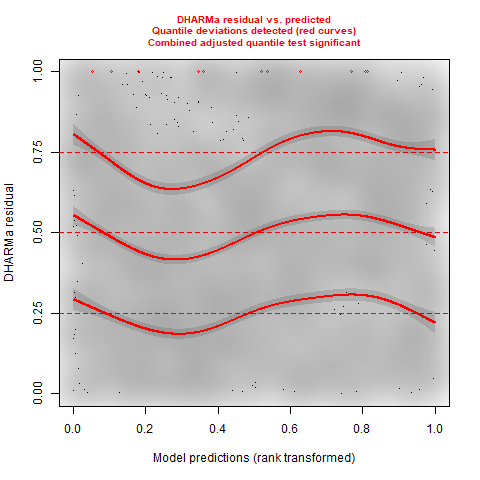 DHARMa residual vs. predicted
Quantile deviations detected (red curves)
Combined adjusted quantile test significant
DHARMa residual
1.00
0.75
0.50
0.25
0.00
0.0 0.2 0.4 0.6 0.8 1.0
Model predictions (rank transformed)